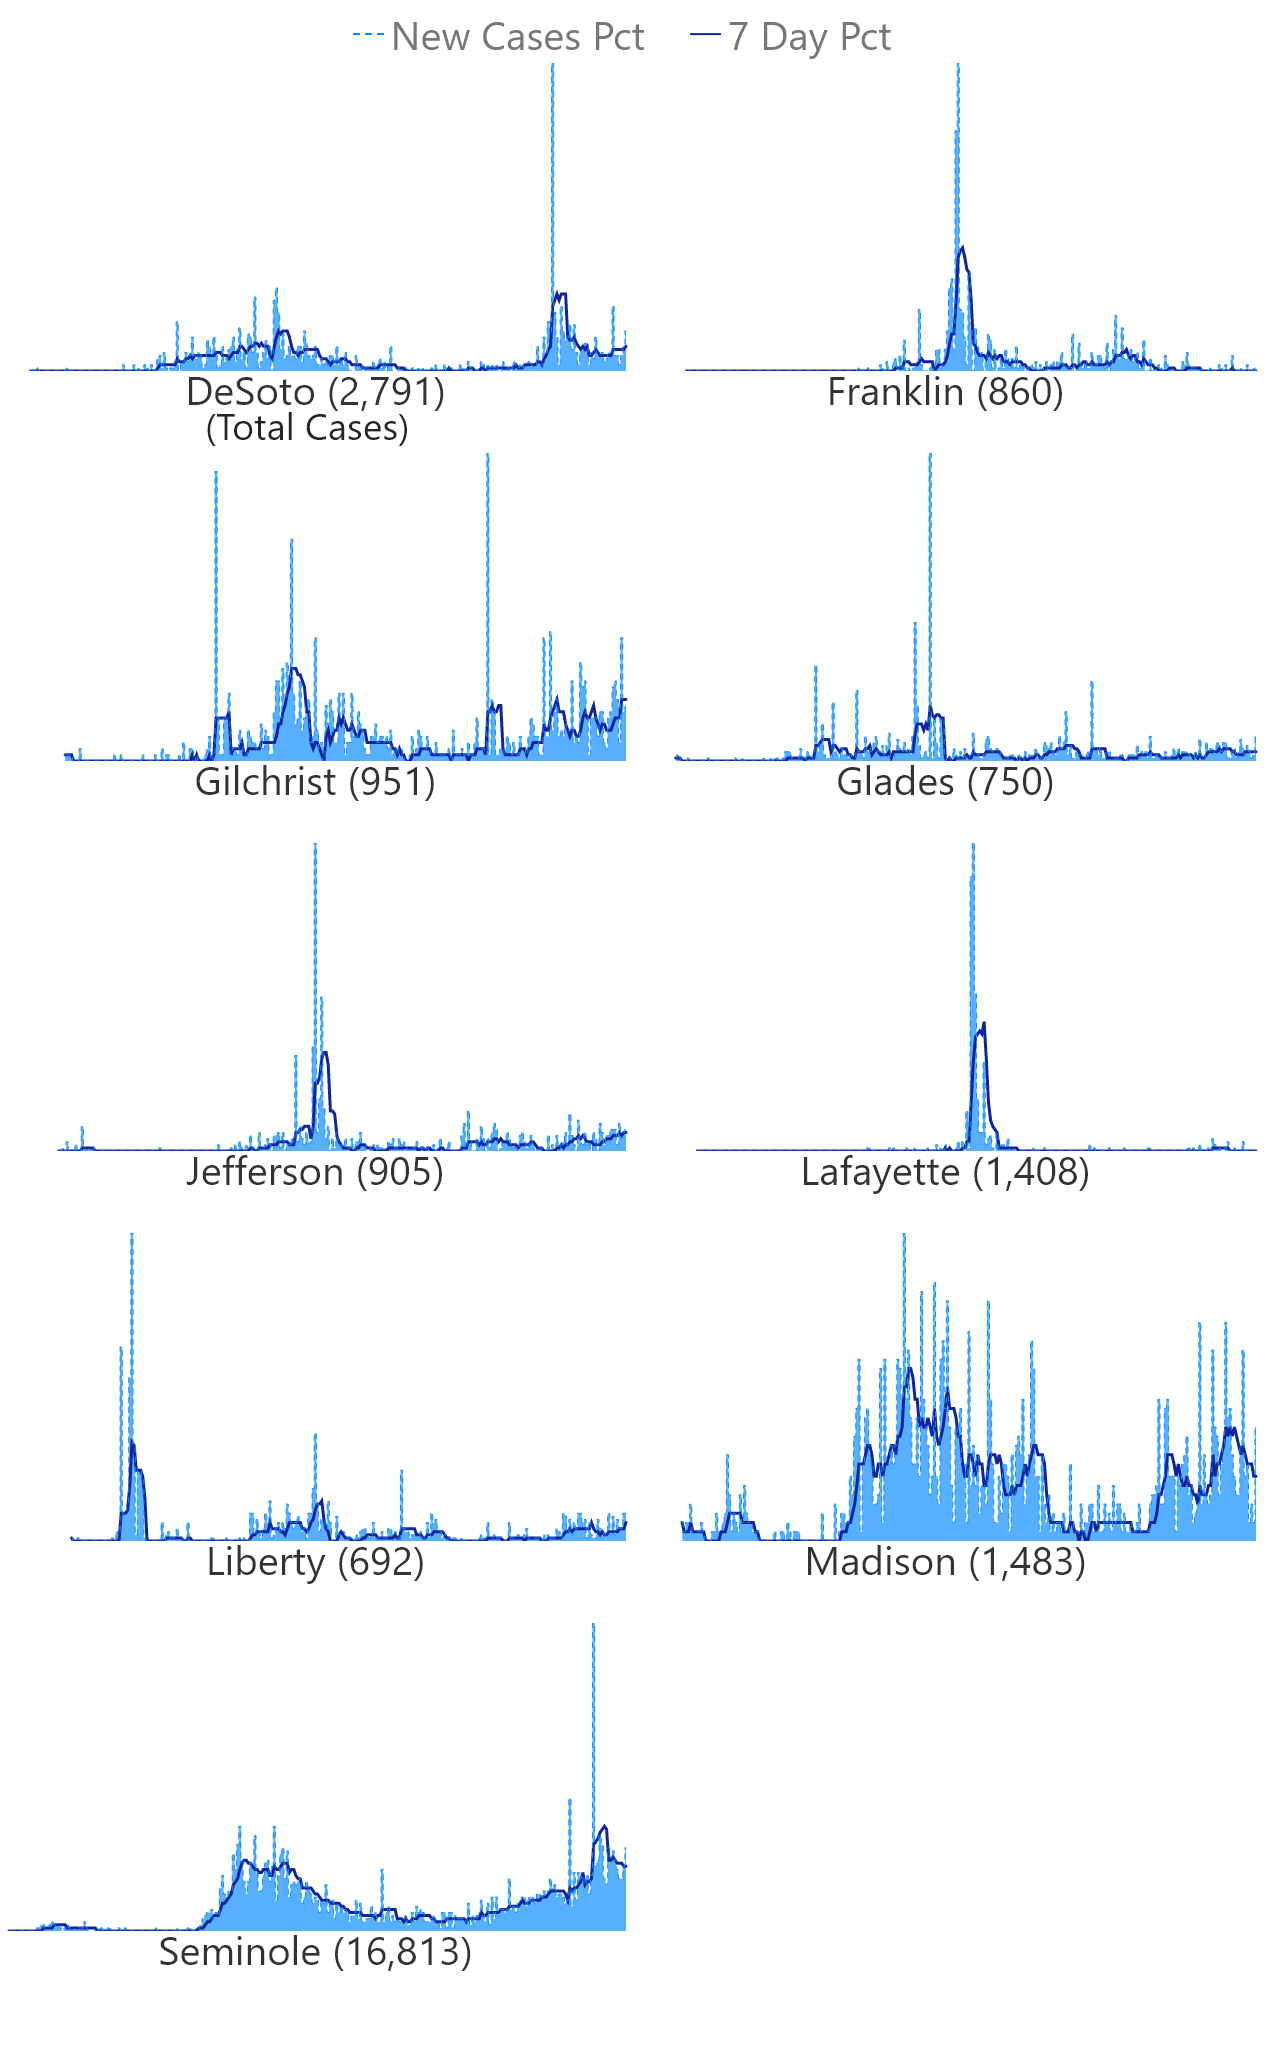 New Cases Pct 7 Day Pct
DeSoto (2,791)
(Total Cases)
Franklin (860)
Gilchrist (951)
Glades (750)
Jefferson (905)
Lafayette (1,408)
Liberty (692)
Madison (1,483)
Seminole (16,813)